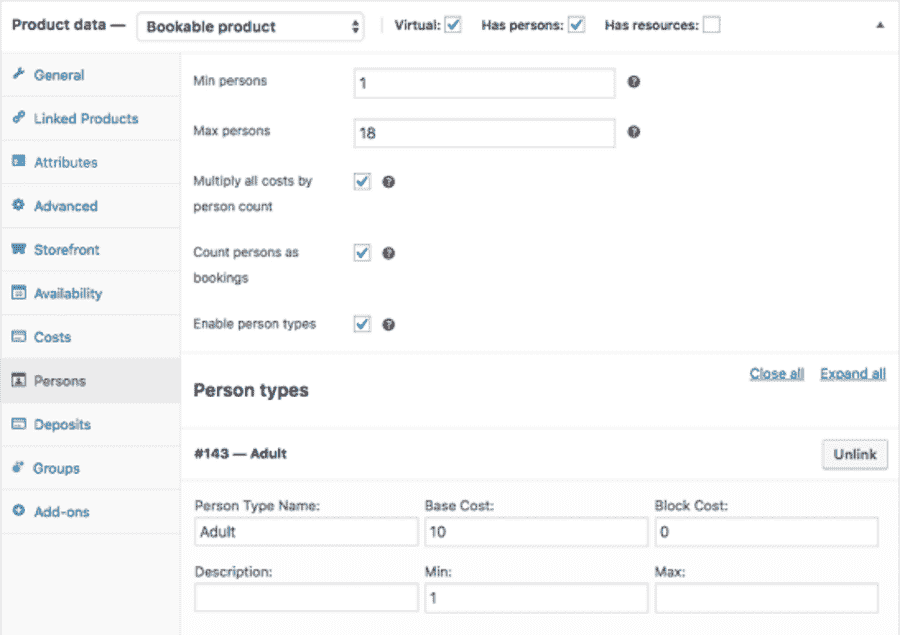 Product data — Bookable product Virtual: Has persons: Has resources:
General
Linked Products
Attributes
Advanced
Storefront
Availability
Costs
Persons
Deposits
Groups
Add-ons
Min persons 1
Max persons 18
Multiply all costs by
person count
Count persons as
bookings
Enable person types
Person types Close all Expand all
#143 — Adult Unlink
Person Type Name: Base Cost: Block Cost:
Adult 10 0
Description: Min: Max:
1